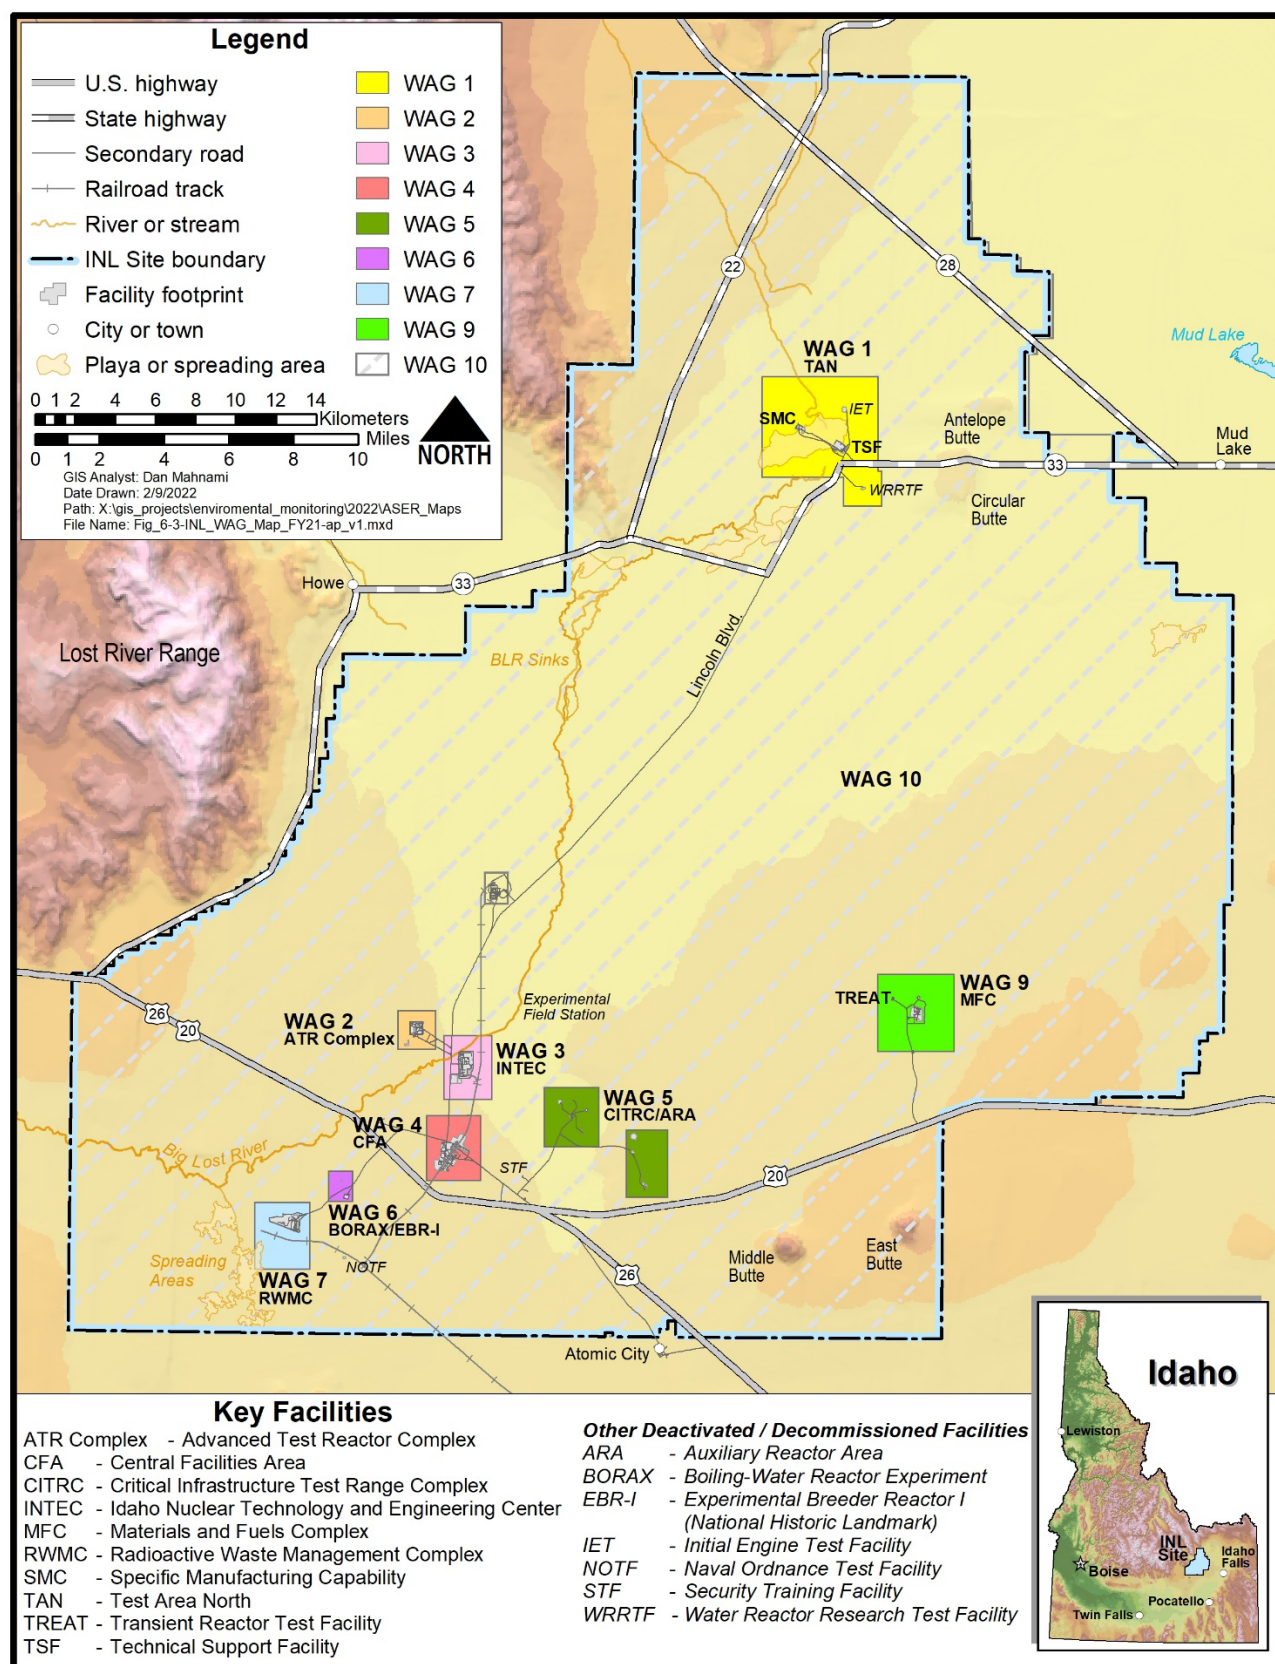 Legend
U.S. highway
State highway
Secondary road
Railroad track
River or stream
INL Site boundary
Facility footprint
City or town
Playa or spreading area
WAG 1
WAG 2
WAG 3
WAG 4
WAG 5
WAG 6
WAG 7
WAG 9
WAG 10
0 1 2 4 6 8 10 12 14
Kilometers
Miles
0 1 2 4 6 8 10
NORTH
GIS Analyst: Dan Mahnami
Date Drawn: 2/9/2022
Path: X:\gis_projects\enviromental_monitoring\2022\ASER_Maps
File Name: Fig_6-3-INL_WAG_Map_FY21-ap_v1.mxd
22
28
Mud Lake
WAG 1
TAN
IET
SMC
TSF
WRRTF
Antelope
Butte
33
Mud
Lake
Circular
Butte
Howe
33
Lost River Range
BLR Sinks
Lincoln Blvd.
WAG 10
26
20
Experimental
Field Station
WAG 2
ATR Complex
WAG 3
INTEC
TREAT
WAG 9
MFC
WAG 5
CITRC/ARA
WAG 4
CFA
Big Lost River
STF
20
WAG 6
BORAX/EBR-I
Spreading
Areas
WAG 7
RWMC
NOTF
Middle
Butte
East
Butte
26
Atomic City
Key Facilities
ATR Complex - Advanced Test Reactor Complex
CFA - Central Facilities Area
CITRC - Critical Infrastructure Test Range Complex
INTEC - Idaho Nuclear Technology and Engineering Center
MFC - Materials and Fuels Complex
RWMC - Radioactive Waste Management Complex
SMC - Specific Manufacturing Capability
TAN - Test Area North
TREAT - Transient Reactor Test Facility
TSF - Technical Support Facility
Other Deactivated / Decommissioned Facilities
ARA - Auxiliary Reactor Area
BORAX - Boiling-Water Reactor Experiment
EBR-I - Experimental Breeder Reactor I
(National Historic Landmark)
IET - Initial Engine Test Facility
NOTF - Naval Ordnance Test Facility
STF - Security Training Facility
WRRTF - Water Reactor Research Test Facility
Idaho
Lewiston
INL
Site
Idaho
Falls
Boise
Pocatello
Twin Falls